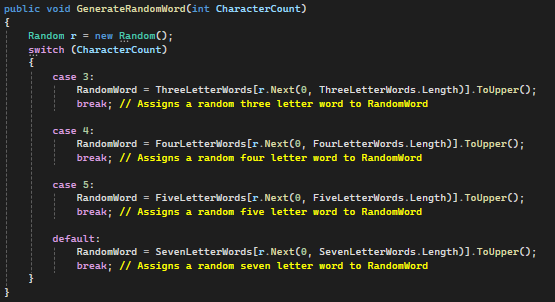 public void GenerateRandomWord(int CharacterCount)
{
    Random r = new Random();
    switch (CharacterCount)
    {
        case 3:
            RandomWord = ThreeLetterWords[r.Next(0, ThreeLetterWords.Length)].ToUpper();
            break; // Assigns a random three letter word to RandomWord

        case 4:
            RandomWord = FourLetterWords[r.Next(0, FourLetterWords.Length)].ToUpper();
            break; // Assigns a random four letter word to RandomWord

        case 5:
            RandomWord = FiveLetterWords[r.Next(0, FiveLetterWords.Length)].ToUpper();
            break; // Assigns a random five letter word to RandomWord

        default:
            RandomWord = SevenLetterWords[r.Next(0, SevenLetterWords.Length)].ToUpper();
            break; // Assigns a random seven letter word to RandomWord
    }
}